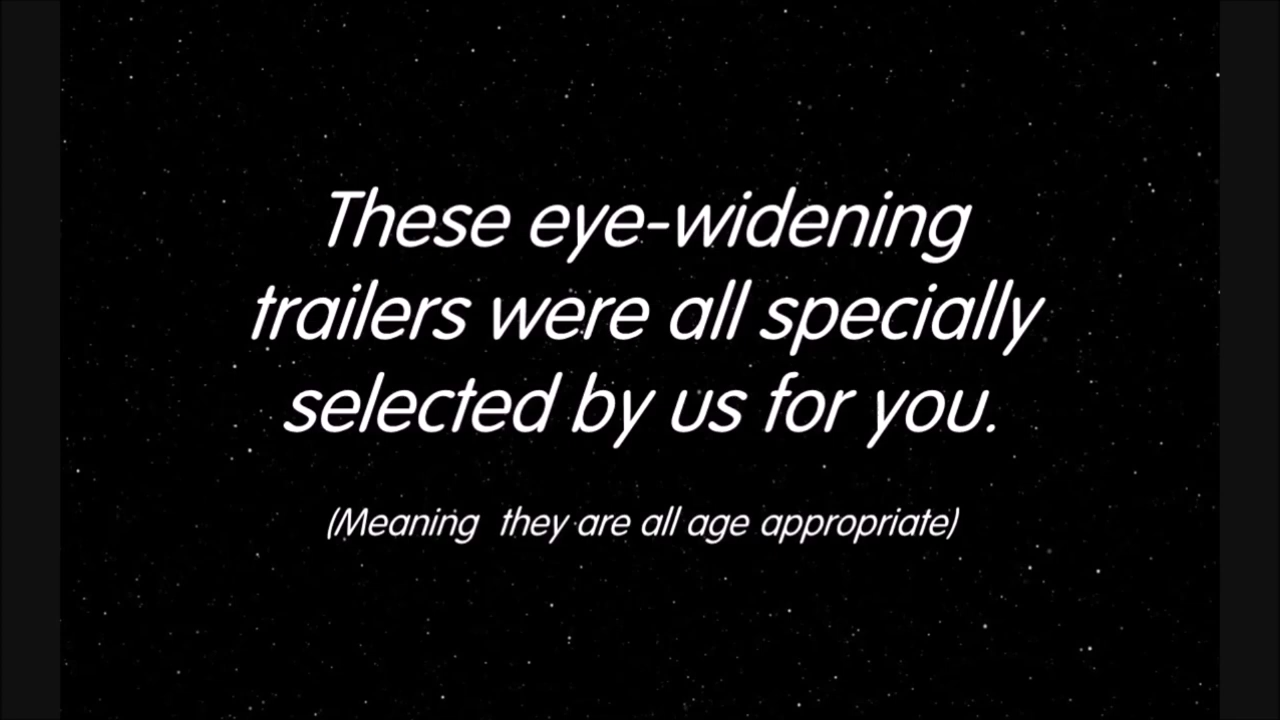 These eye-widening
trailers were all specially
selected by us for you.
(Meaning  they are all age appropriate)